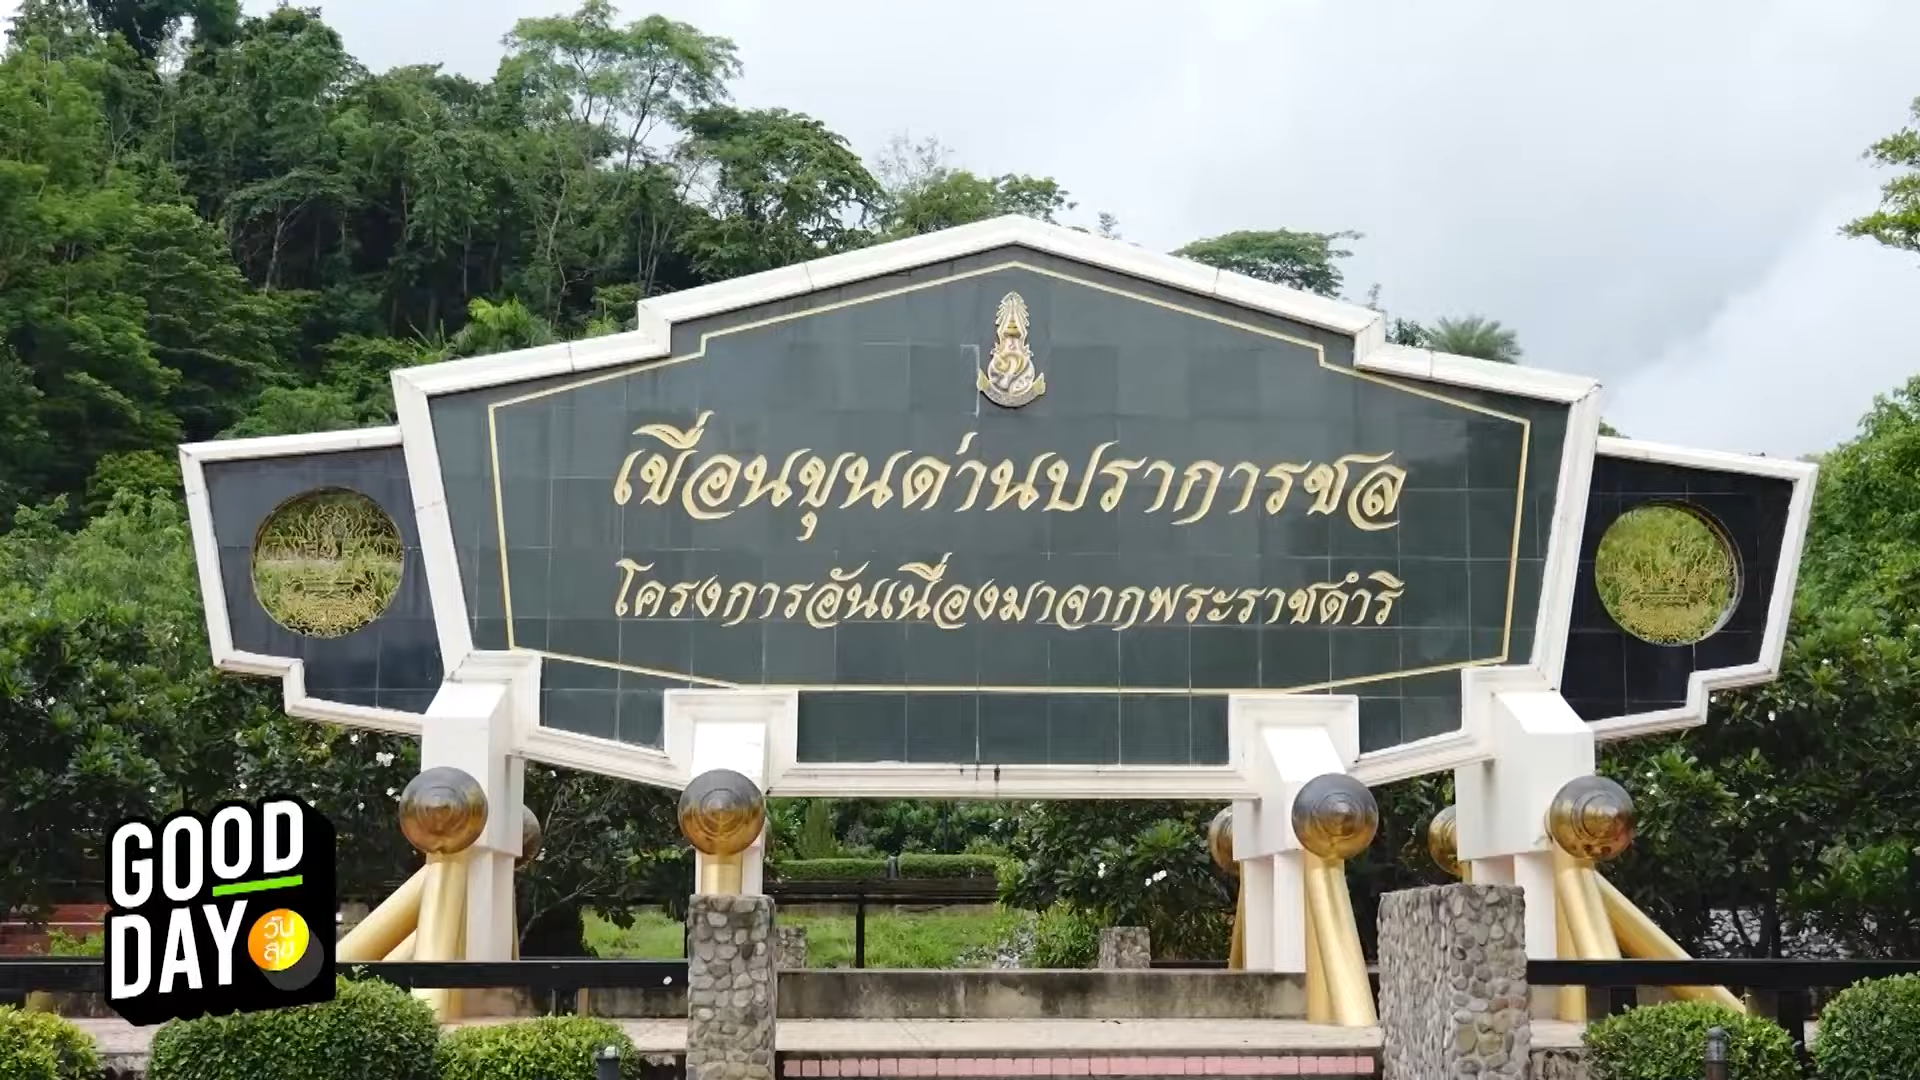 เขื่อนขุนด่านปราการชล
โครงการอันเนื่องมาจากพระราชดำริ
GOOD
DAY
วัน
สุข